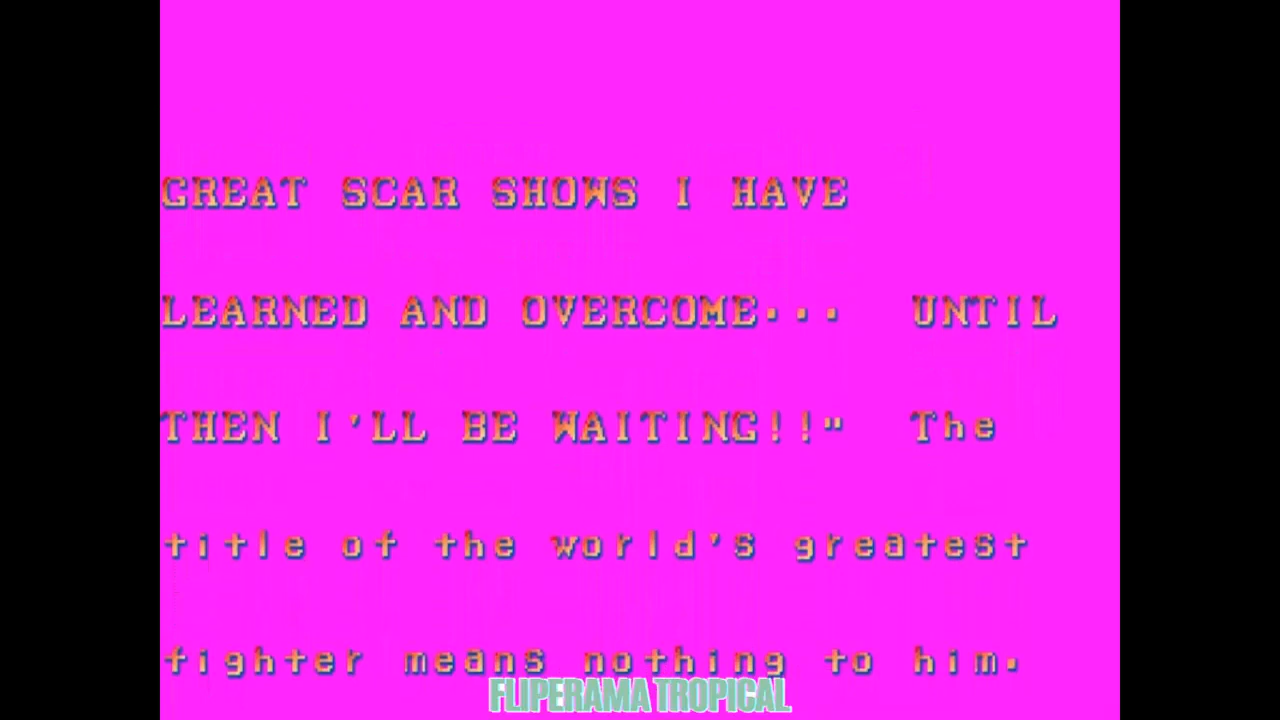 GREAT SCAR SHOWS I HAVE
LEARNED AND OVERCOME... UNTIL
THEN I'LL BE WAITING!!" The
title of the world's greatest
fighter means nothing to him.
FLIPERAMA TROPICAL